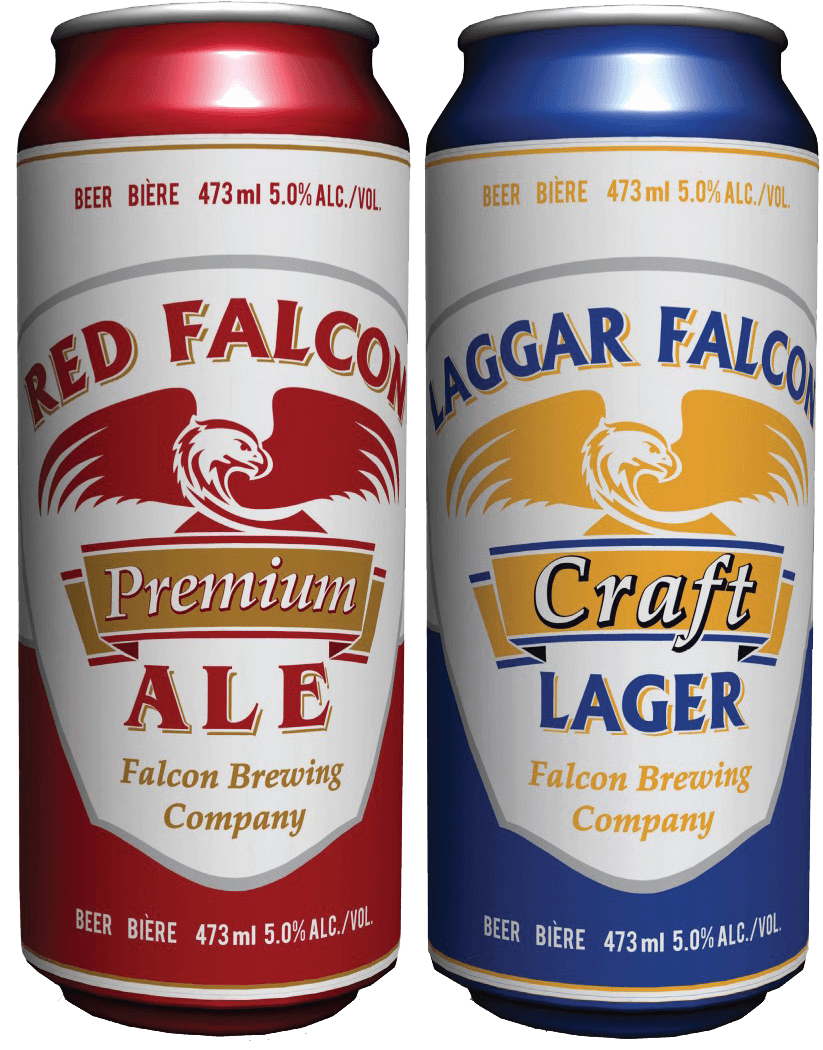 BEER BIÈRE 473 ml 5.0% ALC./VOL.
RED FALCON
Premium
ALE
Falcon Brewing
Company
BEER BIÈRE 473 ml 5.0% ALC./VOL.
BEER BIÈRE 473 ml 5.0% ALC./VOL.
LAGGAR FALCON
Craft
LAGER
Falcon Brewing
Company
BEER BIÈRE 473 ml 5.0% ALC./VOL.